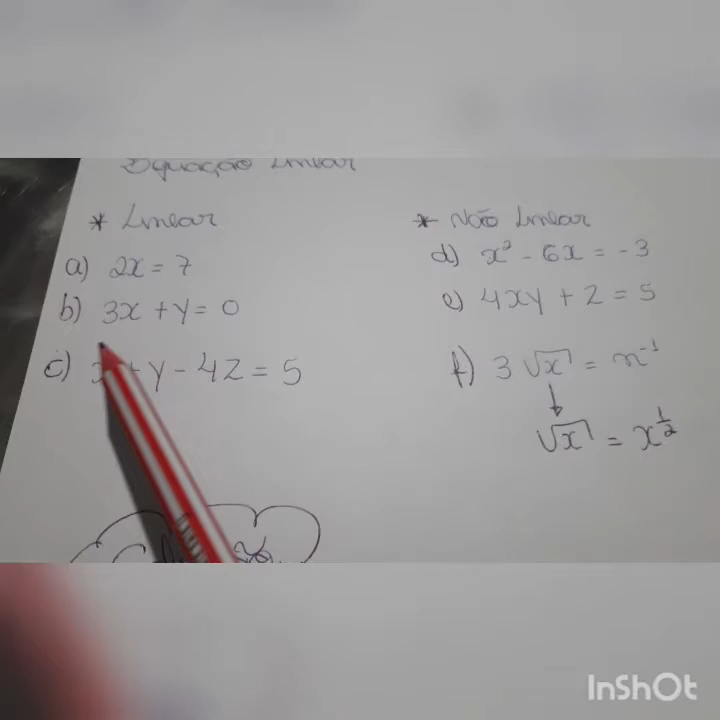 Equação Linear
* Linear
a) 2x = 7
b) 3x + y = 0
c) x + y - 4z = 5
* Não Linear
d) x² - 6x = -3
e) 4xy + z = 5
f) 3 √x = x⁻¹
↓
√x = x^½
InShOt